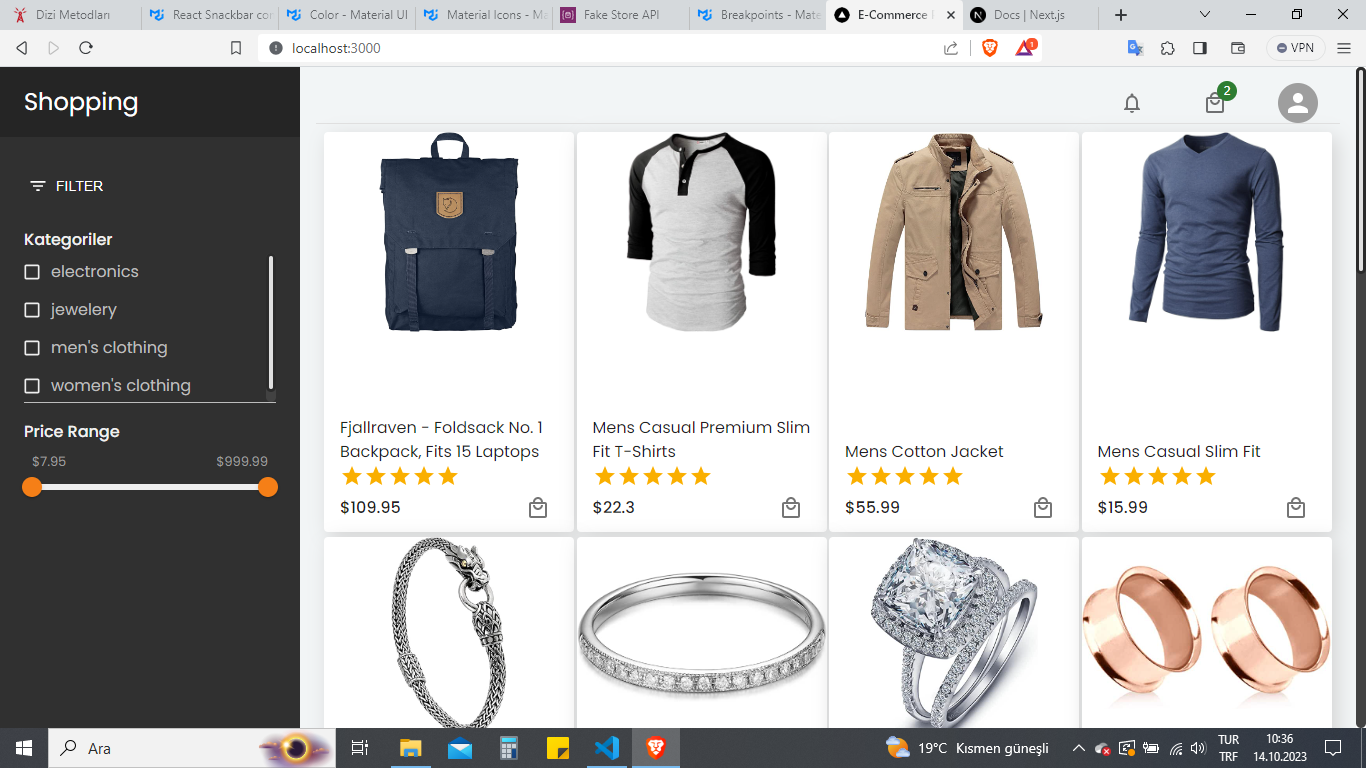 Dizi Metodları
React Snackbar cor
Color - Material UI
Material Icons - Ma
Fake Store API
Breakpoints - Mate
E-Commerce
Docs | Next.js
localhost:3000
1
VPN
Shopping
2
FILTER
Kategoriler
electronics
jewelery
men's clothing
women's clothing
Price Range
$7.95 $999.99
Fjallraven - Foldsack No. 1
Backpack, Fits 15 Laptops
$109.95
Mens Casual Premium Slim
Fit T-Shirts
$22.3
Mens Cotton Jacket
$55.99
Mens Casual Slim Fit
$15.99
Ara
19°C Kısmen güneşli
TUR
TRF
10:36
14.10.2023